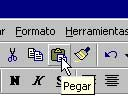 Formato Herramientas
N K S
Pegar